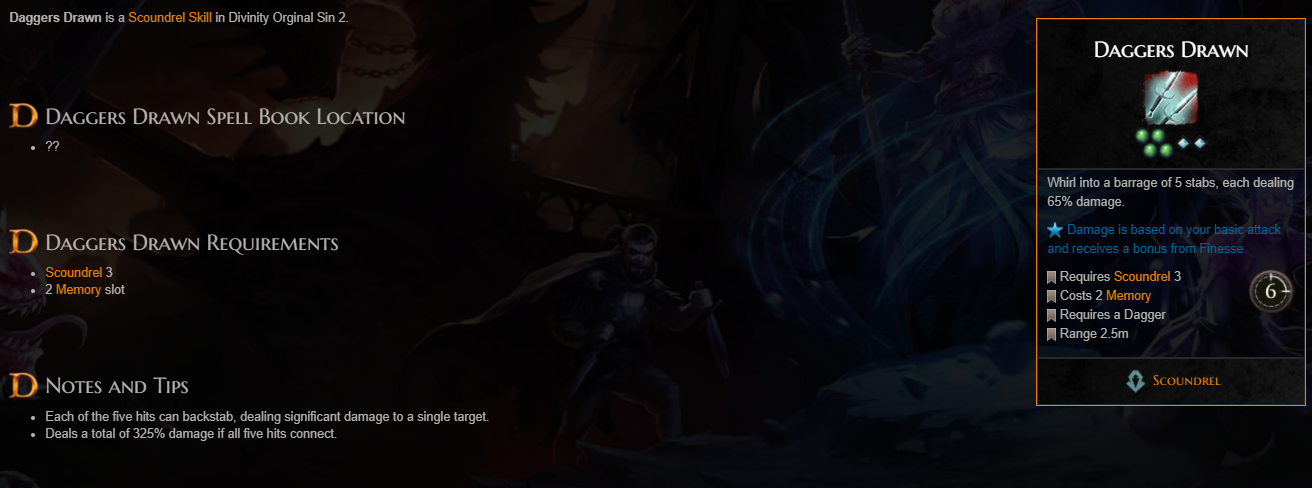 Daggers Drawn is a Scoundrel Skill in Divinity Orginal Sin 2.
Daggers Drawn Spell Book Location
??
Daggers Drawn Requirements
Scoundrel 3
2 Memory slot
Notes and Tips
Each of the five hits can backstab, dealing significant damage to a single target.
Deals a total of 325% damage if all five hits connect.
Daggers Drawn
Whirl into a barrage of 5 stabs, each dealing
65% damage.
Damage is based on your basic attack
and receives a bonus from Finesse.
Requires Scoundrel 3
Costs 2 Memory
6
Requires a Dagger
Range 2.5m
Scoundrel